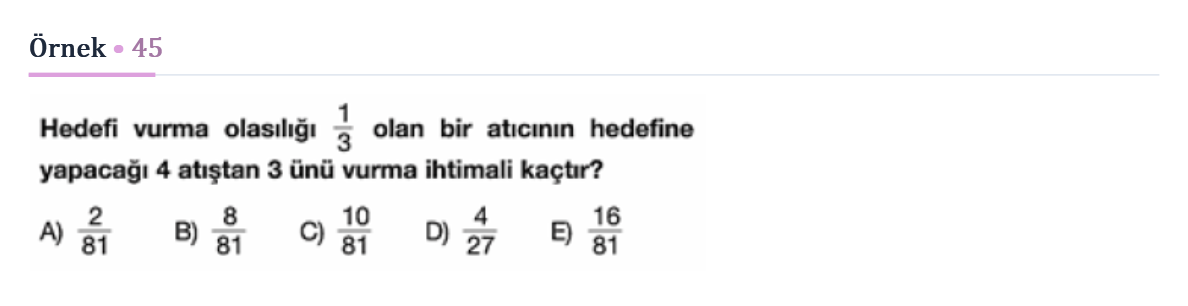 Örnek • 45
Hedefi vurma olasılığı 1/3 olan bir atıcının hedefine
yapacağı 4 atıştan 3 ünü vurma ihtimali kaçtır?
A) 2/81 B) 8/81 C) 10/81 D) 4/27 E) 16/81